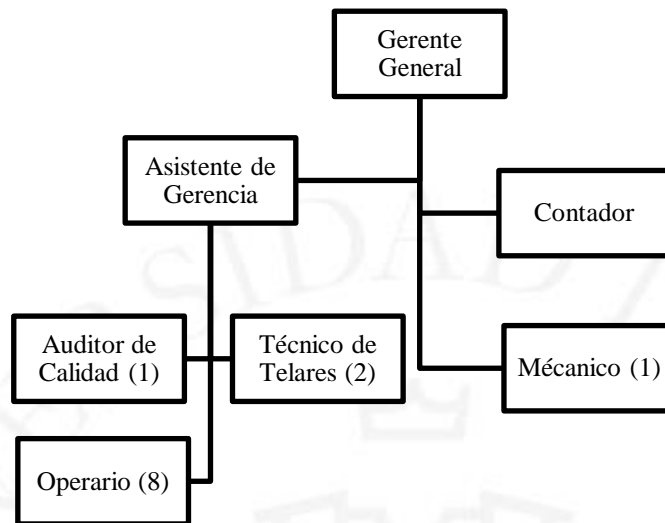 Gerente
General
Asistente de
Gerencia
Contador
Auditor de
Calidad (1)
Técnico de
Telares (2)
Mécanico (1)
Operario (8)